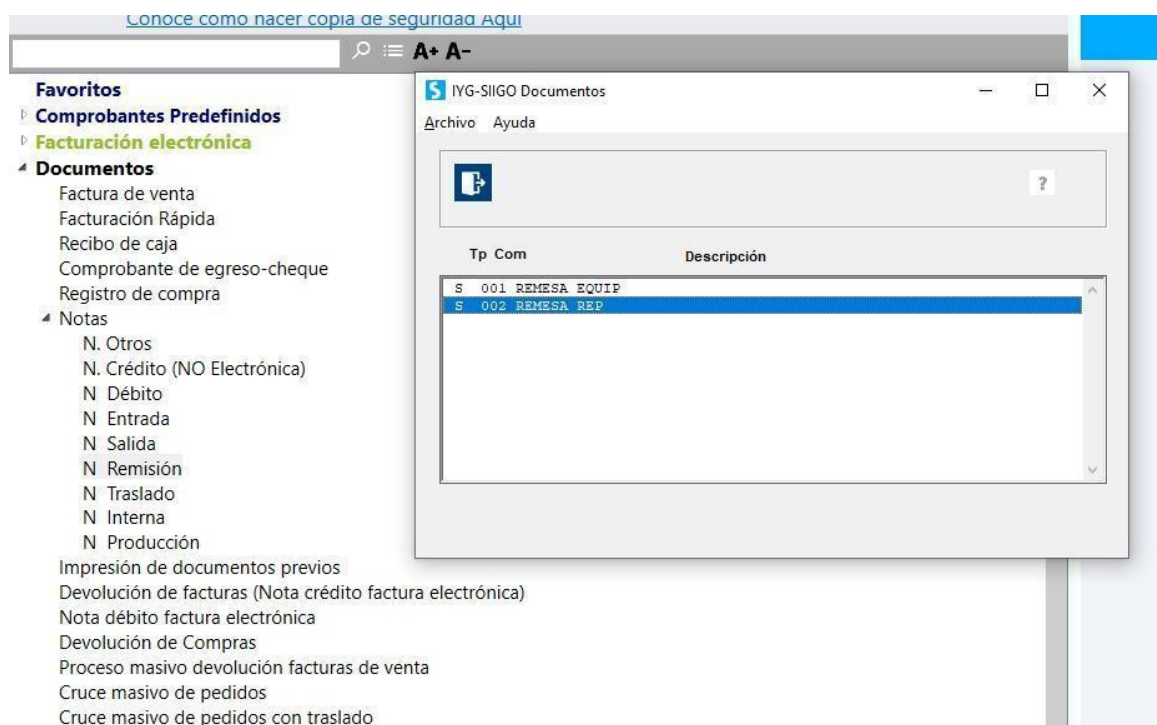 Conoce como hacer copia de seguridad Aquí
A+ A-
Favoritos
Comprobantes Predefinidos
Facturación electrónica
Documentos
Factura de venta
Facturación Rápida
Recibo de caja
Comprobante de egreso-cheque
Registro de compra
Notas
N. Otros
N. Crédito (NO Electrónica)
N Débito
N Entrada
N Salida
N Remisión
N Traslado
N Interna
N Producción
Impresión de documentos previos
Devolución de facturas (Nota crédito factura electrónica)
Nota débito factura electrónica
Devolución de Compras
Proceso masivo devolución facturas de venta
Cruce masivo de pedidos
Cruce masivo de pedidos con traslado
S IYG-SIIGO Documentos
Archivo Ayuda
?
Tp Com Descripción
S 001 REMESA EQUIP
S 002 REMESA REP